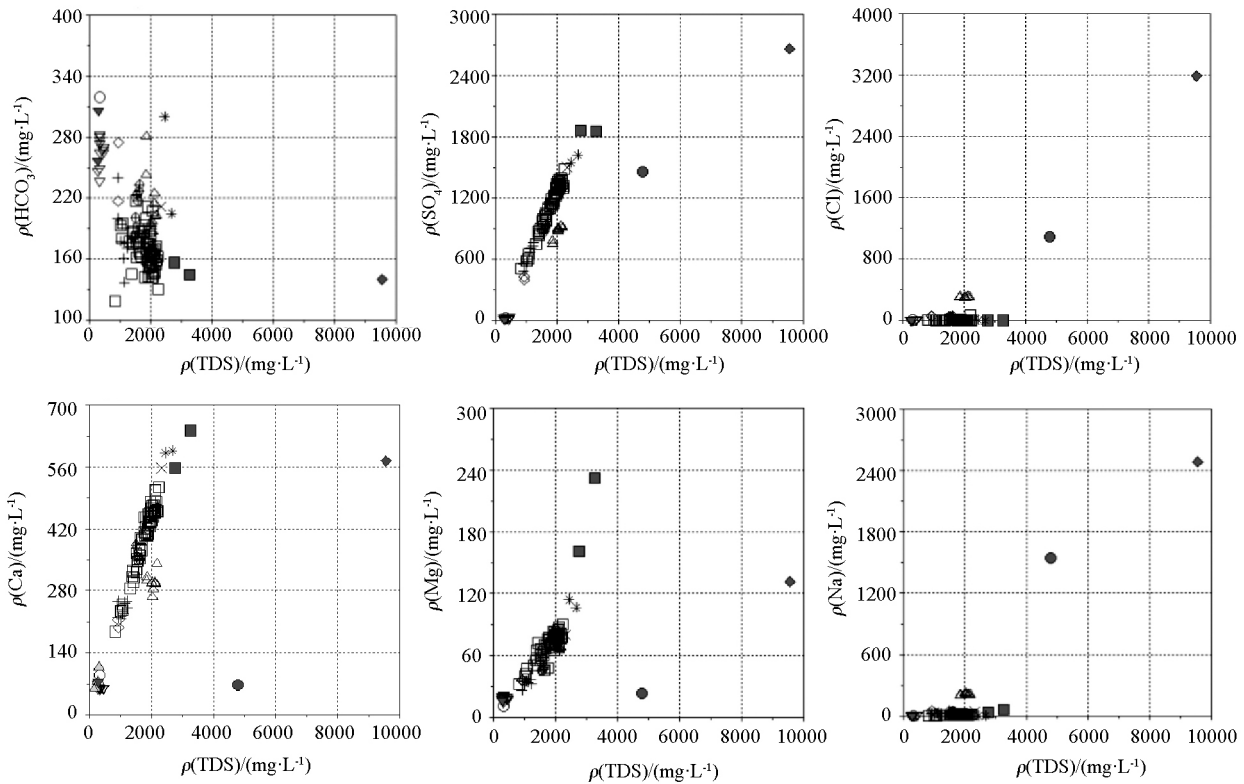 400
340
280
220
160
100
ρ(HCO₃)/(mg·L⁻¹)
0 2000 4000 6000 8000 10000
ρ(TDS)/(mg·L⁻¹)
3000
2400
1800
1200
600
0
ρ(SO₄)/(mg·L⁻¹)
0 2000 4000 6000 8000 10000
ρ(TDS)/(mg·L⁻¹)
4000
3200
2400
1600
800
0
ρ(Cl)/(mg·L⁻¹)
0 2000 4000 6000 8000 10000
ρ(TDS)/(mg·L⁻¹)
700
560
420
280
140
0
ρ(Ca)/(mg·L⁻¹)
0 2000 4000 6000 8000 10000
ρ(TDS)/(mg·L⁻¹)
300
240
180
120
60
0
ρ(Mg)/(mg·L⁻¹)
0 2000 4000 6000 8000 10000
ρ(TDS)/(mg·L⁻¹)
3000
2400
1800
1200
600
0
ρ(Na)/(mg·L⁻¹)
0 2000 4000 6000 8000 10000
ρ(TDS)/(mg·L⁻¹)